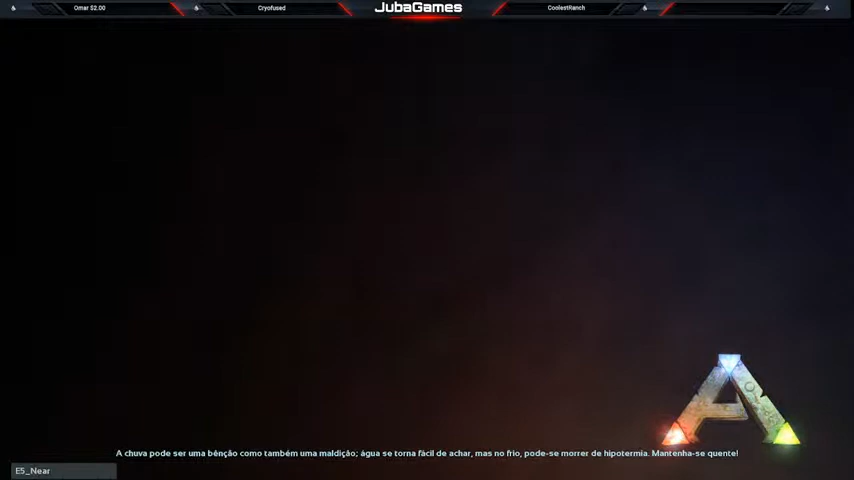 Omar $2.00
Cryofused
JubaGames
CoolestRanch
A chuva pode ser uma bênção como também uma maldição; água se torna fácil de achar, mas no frio, pode-se morrer de hipotermia. Mantenha-se quente!
E5_Near